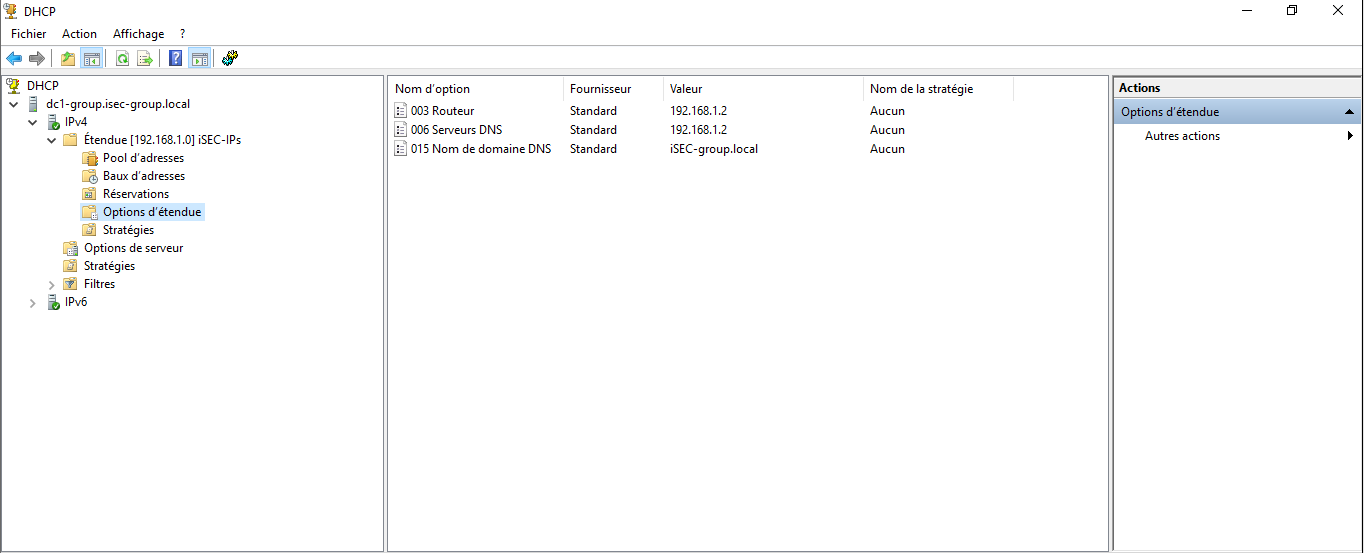 DHCP
Fichier Action Affichage ?
DHCP
dc1-group.isec-group.local
IPv4
Étendue [192.168.1.0] iSEC-IPs
Pool d'adresses
Baux d'adresses
Réservations
Options d'étendue
Stratégies
Options de serveur
Stratégies
Filtres
IPv6
Nom d'option Fournisseur Valeur Nom de la stratégie
003 Routeur Standard 192.168.1.2 Aucun
006 Serveurs DNS Standard 192.168.1.2 Aucun
015 Nom de domaine DNS Standard iSEC-group.local Aucun
Actions
Options d'étendue
Autres actions